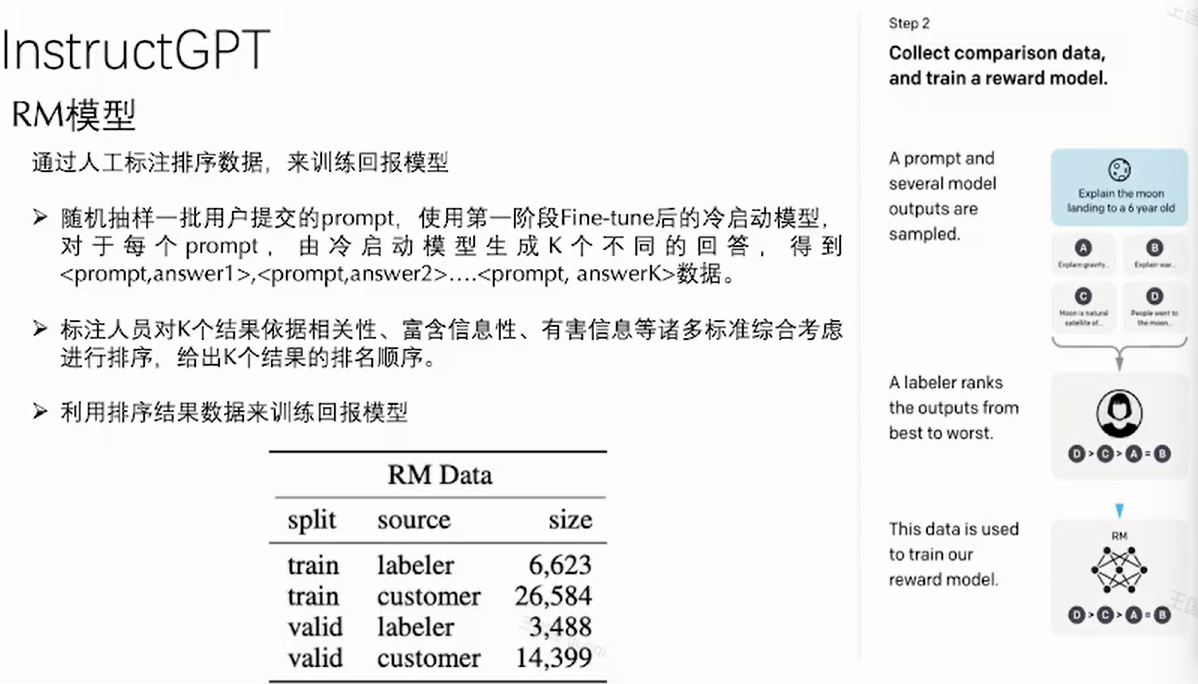 InstructGPT
RM模型
通过人工标注排序数据，来训练回报模型
➢ 随机抽样一批用户提交的prompt，使用第一阶段Fine-tune后的冷启动模型，
对于每个prompt，由冷启动模型生成K个不同的回答，得到
<prompt,answer1>,<prompt,answer2>....<prompt, answerK>数据。
➢ 标注人员对K个结果依据相关性、富含信息性、有害信息等诸多标准综合考虑
进行排序，给出K个结果的排名顺序。
➢ 利用排序结果数据来训练回报模型
RM Data
split source size
train labeler 6,623
train customer 26,584
valid labeler 3,488
valid customer 14,399
Step 2
Collect comparison data,
and train a reward model.
A prompt and
several model
outputs are
sampled.
Explain the moon
landing to a 6 year old
A B
Explain gravity... Explain war...
C D
Moon is natural
satellite of...
People went to
the moon...
A labeler ranks
the outputs from
best to worst.
D > C > A = B
This data is used
to train our
reward model.
RM
D > C > A = B